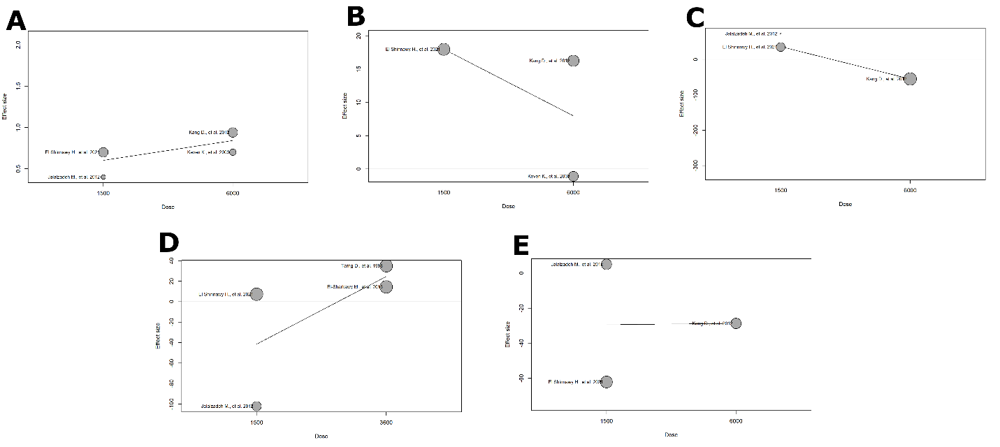 A
2.0
1.5
1.0
0.5
Effect size
Kang D., et al. 2012
El Shinnawy H., et al. 2021
Keven K., et al. 2003
Jalalzadeh M., et al. 2012
1500
6000
Dose
B
20
15
10
5
0
Effect size
El Shinnawy H., et al. 2021
Kang D., et al. 2012
Keven K., et al. 2003
1500
6000
Dose
C
0
-100
-200
-300
Effect size
Jalalzadeh M., et al. 2012
El Shinnawy H., et al. 2021
Kang D., et al. 2012
1500
6000
Dose
D
40
20
0
-20
-40
-60
-80
-100
Effect size
Tarng D., et al. 1998
El-Sharkawy M., et al.
El Shinnawy H., et al. 2021
Jalalzadeh M., et al. 2012
1500
3600
Dose
E
0
-20
-40
-60
Effect size
Jalalzadeh M., et al. 2012
Kang D., et al. 2012
El Shinnawy H., et al. 2021
1500
6000
Dose